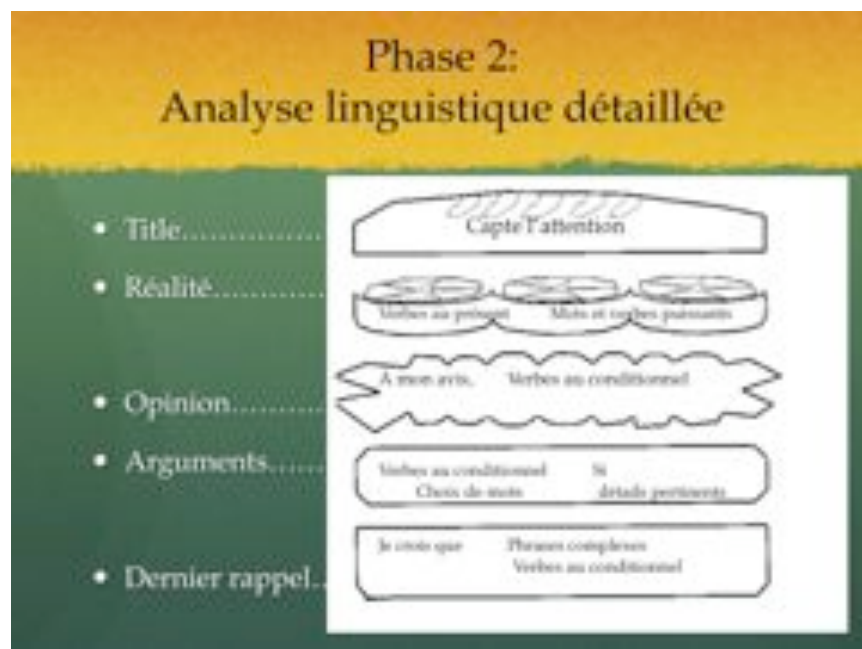 Phase 2:
Analyse linguistique détaillée
• Title...............
Capte l'attention
• Réalité............
Verbes au présent Mots et verbes puissants
• Opinion..........
A mon avis, Verbes au conditionnel
• Arguments......
Verbes au conditionnel Si
Choix de mots détails pertinents
• Dernier rappel..
Je crois que Phrases complexes
Verbes au conditionnel